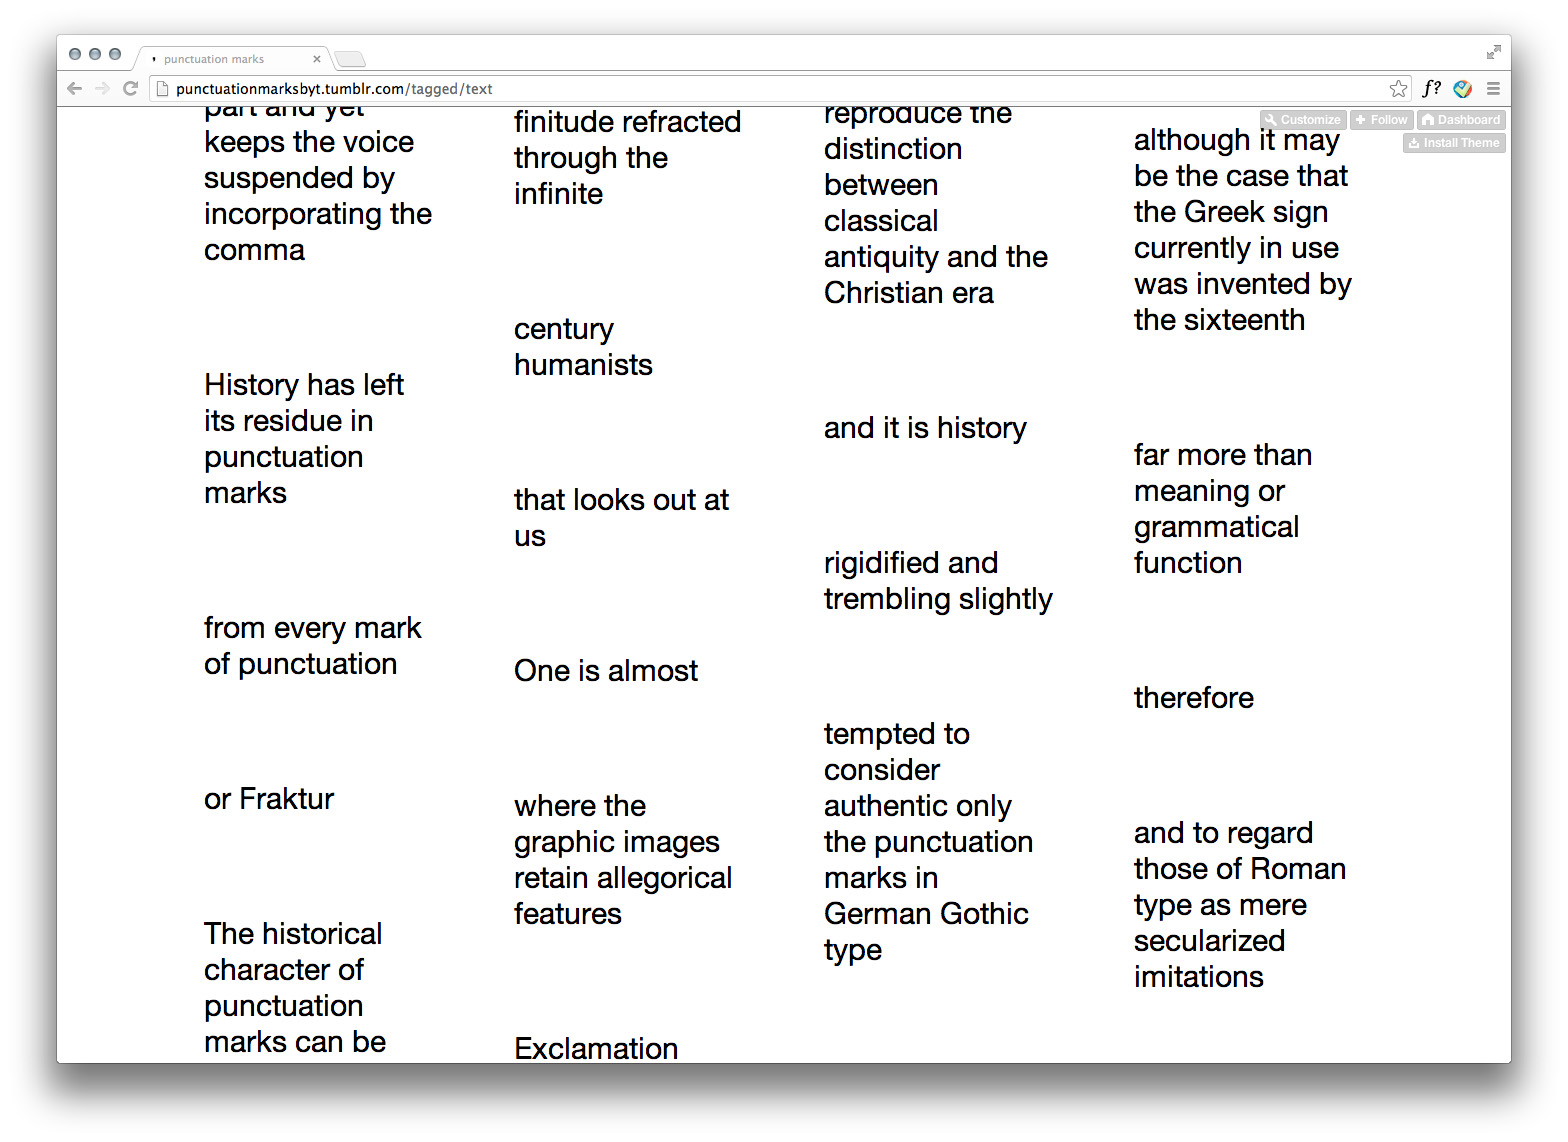 punctuation marks
punctuationmarksbyt.tumblr.com/tagged/text
f?
Customize
Follow
Dashboard
Install Theme
part and yet
keeps the voice
suspended by
incorporating the
comma
History has left
its residue in
punctuation
marks
from every mark
of punctuation
or Fraktur
The historical
character of
punctuation
marks can be
finitude refracted
through the
infinite
century
humanists
that looks out at
us
One is almost
where the
graphic images
retain allegorical
features
Exclamation
reproduce the
distinction
between
classical
antiquity and the
Christian era
and it is history
rigidified and
trembling slightly
tempted to
consider
authentic only
the punctuation
marks in
German Gothic
type
although it may
be the case that
the Greek sign
currently in use
was invented by
the sixteenth
far more than
meaning or
grammatical
function
therefore
and to regard
those of Roman
type as mere
secularized
imitations